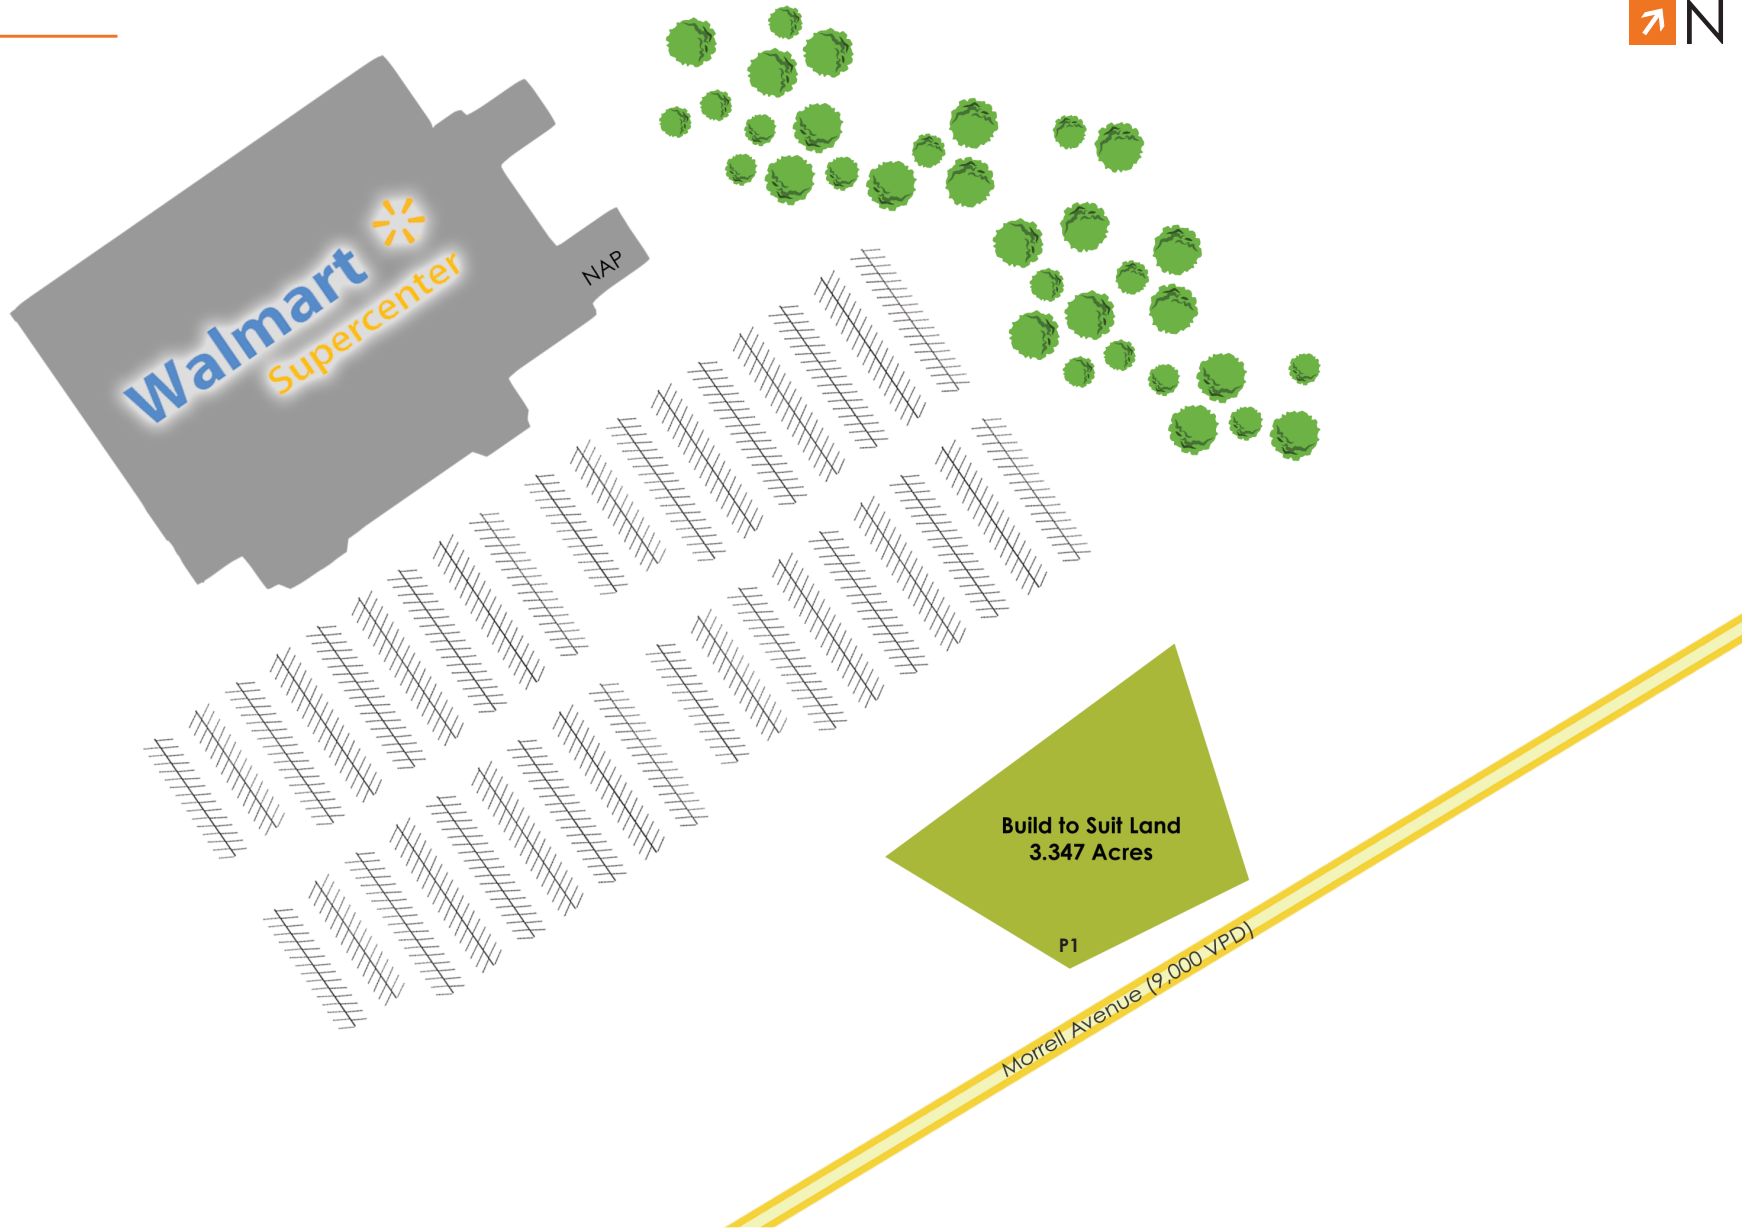 N
Walmart
Supercenter
NAP
Build to Suit Land
3.347 Acres
P1
Morrell Avenue (9,000 VPD)